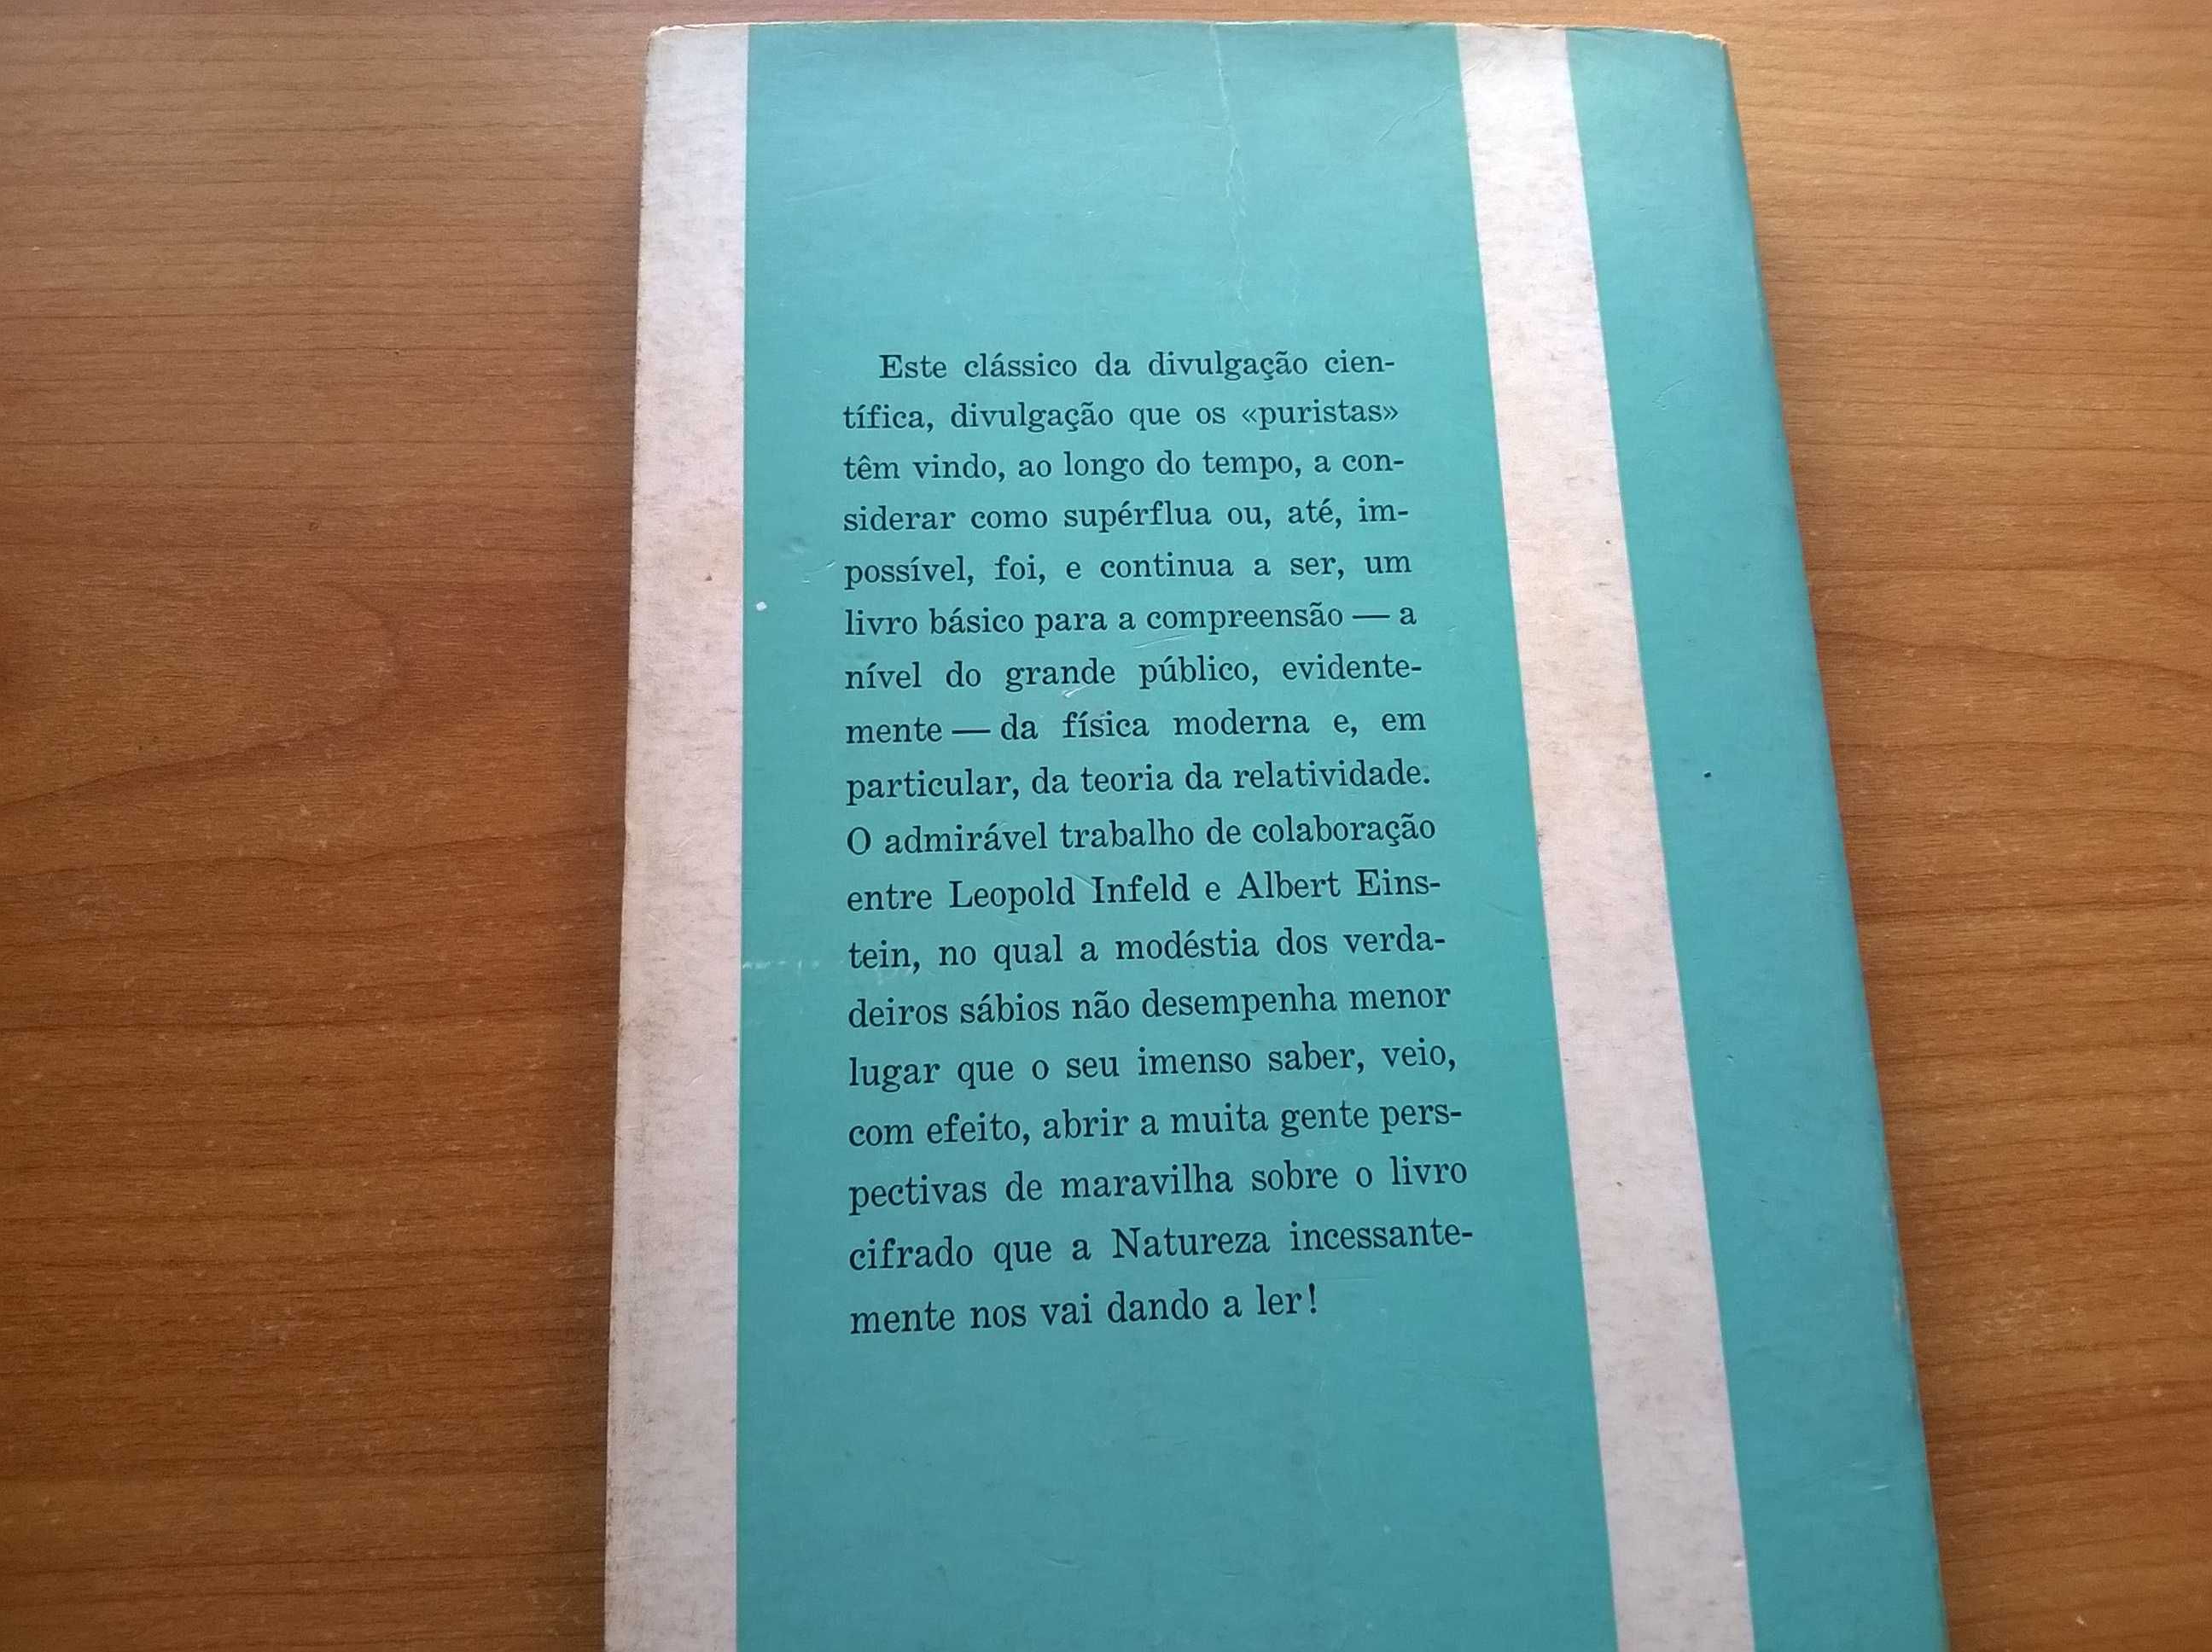 Este clássico da divulgação cien-
tífica, divulgação que os «puristas»
têm vindo, ao longo do tempo, a con-
siderar como supérflua ou, até, im-
possível, foi, e continua a ser, um
livro básico para a compreensão — a
nível do grande público, evidente-
mente — da física moderna e, em
particular, da teoria da relatividade.
O admirável trabalho de colaboração
entre Leopold Infeld e Albert Eins-
tein, no qual a modéstia dos verda-
deiros sábios não desempenha menor
lugar que o seu imenso saber, veio,
com efeito, abrir a muita gente pers-
pectivas de maravilha sobre o livro
cifrado que a Natureza incessante-
mente nos vai dando a ler!